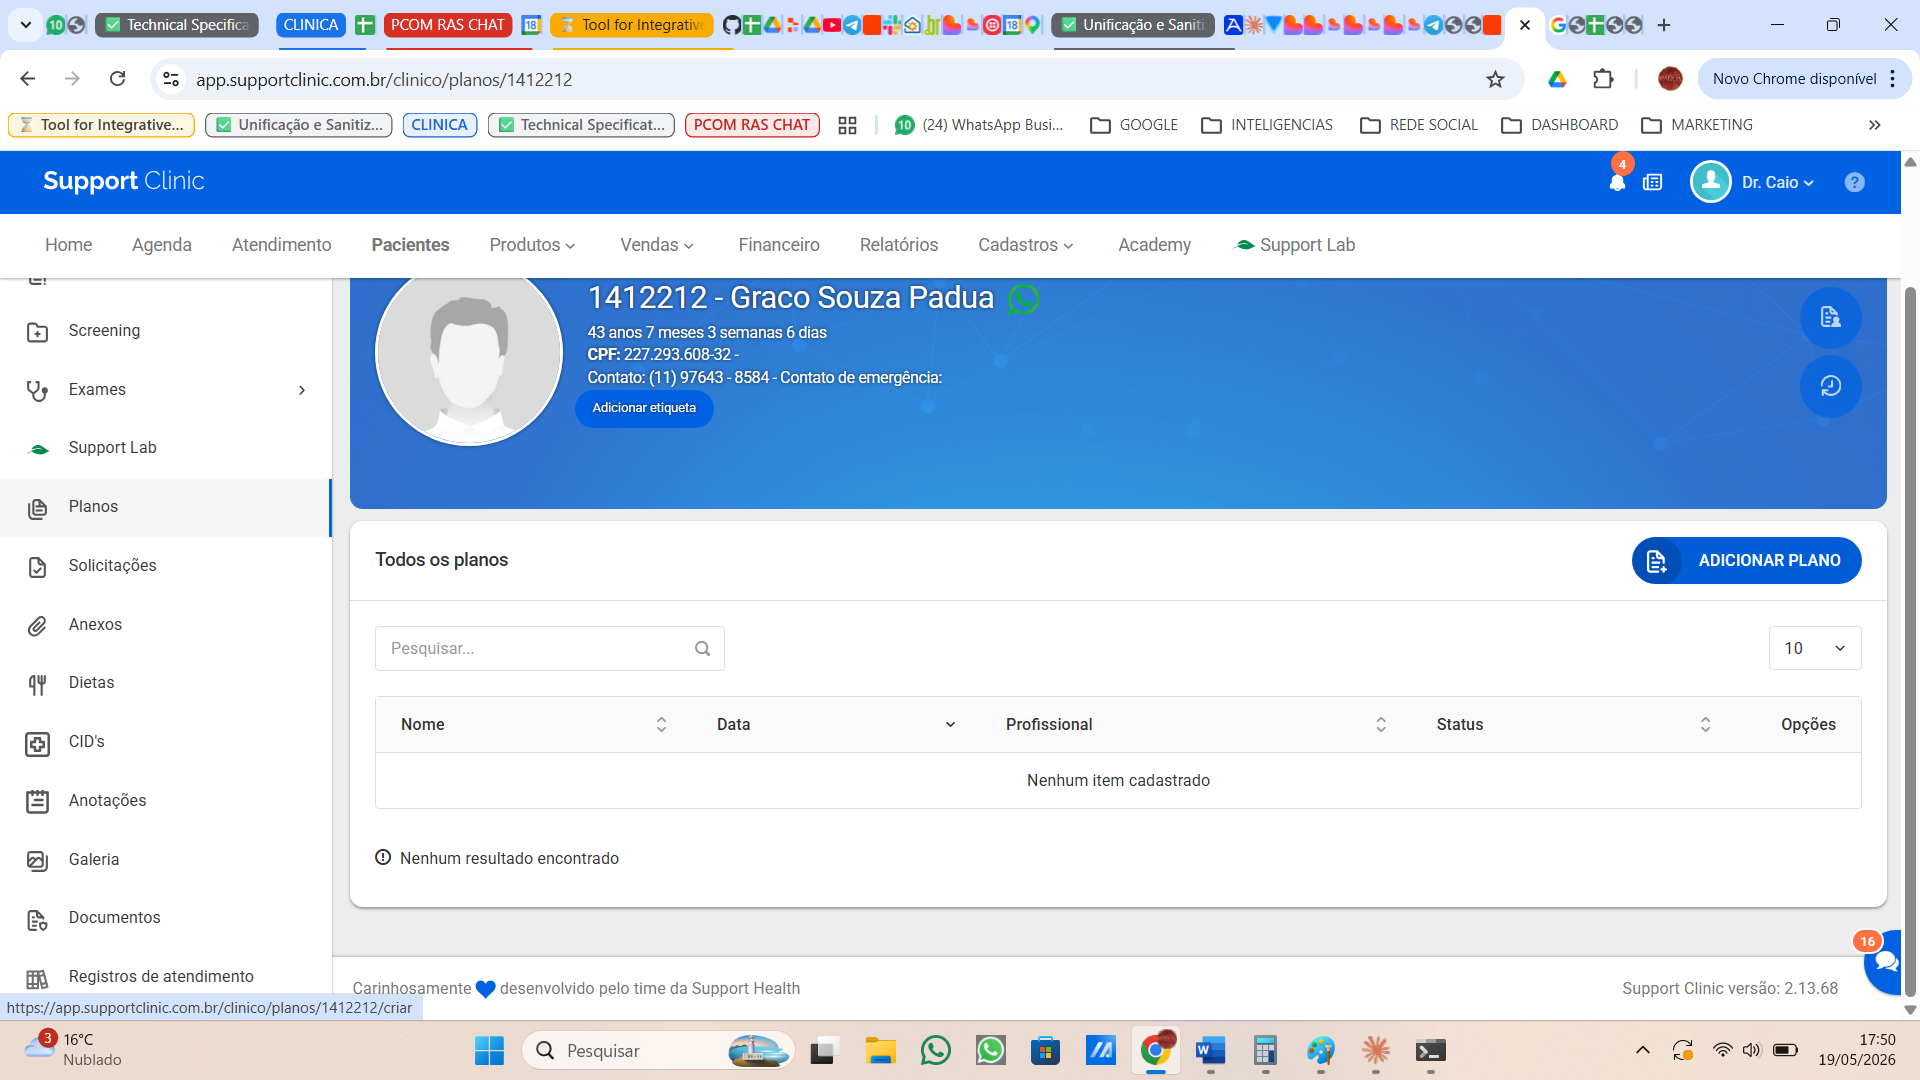 Technical Specifica
CLINICA
PCOM RAS CHAT
Tool for Integrative
Unificação e Saniti
app.supportclinic.com.br/clinico/planos/1412212
Novo Chrome disponível
Tool for Integrative...
Unificação e Sanitiz...
CLINICA
Technical Specificat...
PCOM RAS CHAT
(24) WhatsApp Busi...
GOOGLE
INTELIGENCIAS
REDE SOCIAL
DASHBOARD
MARKETING
Support Clinic
4
Dr. Caio
Home
Agenda
Atendimento
Pacientes
Produtos
Vendas
Financeiro
Relatórios
Cadastros
Academy
Support Lab
Screening
Exames
Support Lab
Planos
Solicitações
Anexos
Dietas
CID's
Anotações
Galeria
Documentos
Registros de atendimento
1412212 - Graco Souza Padua
43 anos 7 meses 3 semanas 6 dias
CPF: 227.293.608-32 -
Contato: (11) 97643 - 8584 - Contato de emergência:
Adicionar etiqueta
Todos os planos
ADICIONAR PLANO
Pesquisar...
10
Nome
Data
Profissional
Status
Opções
Nenhum item cadastrado
Nenhum resultado encontrado
16
Carinhosamente desenvolvido pelo time da Support Health
Support Clinic versão: 2.13.68
https://app.supportclinic.com.br/clinico/planos/1412212/criar
3
16°C
Nublado
Pesquisar
17:50
19/05/2026